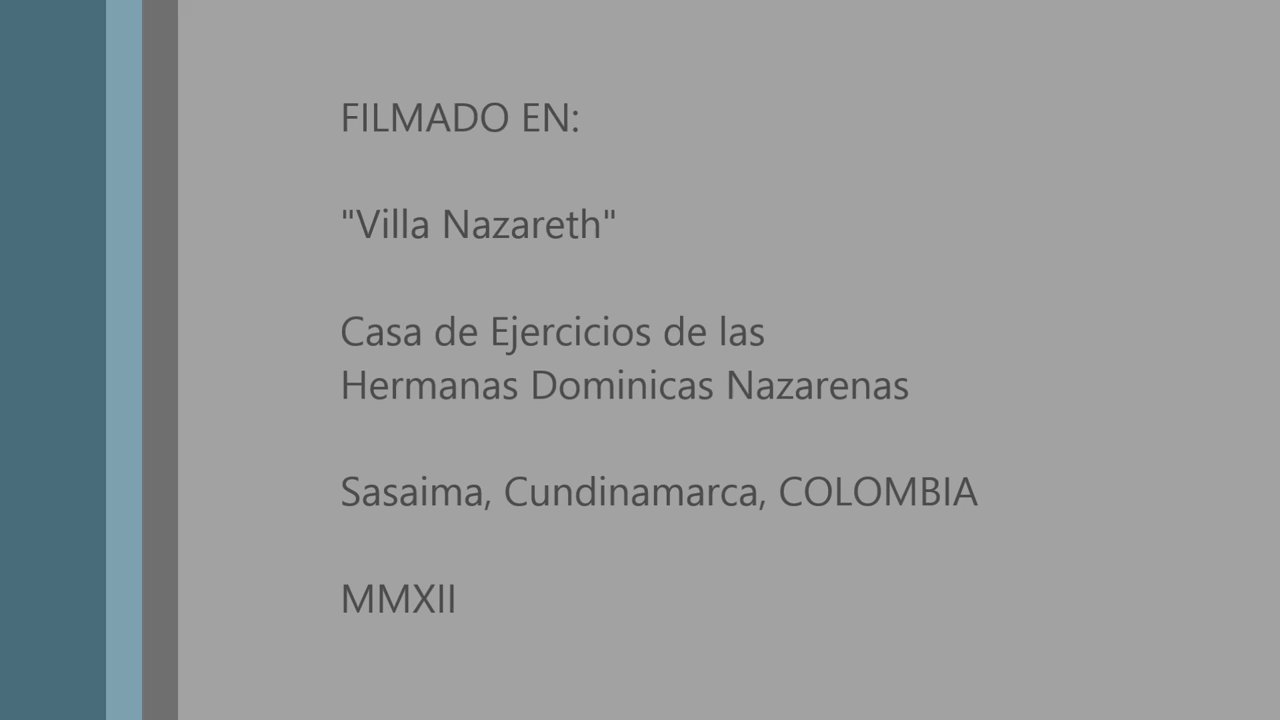 FILMADO EN:
"Villa Nazareth"
Casa de Ejercicios de las
Hermanas Dominicas Nazarenas
Sasaima, Cundinamarca, COLOMBIA
MMXII